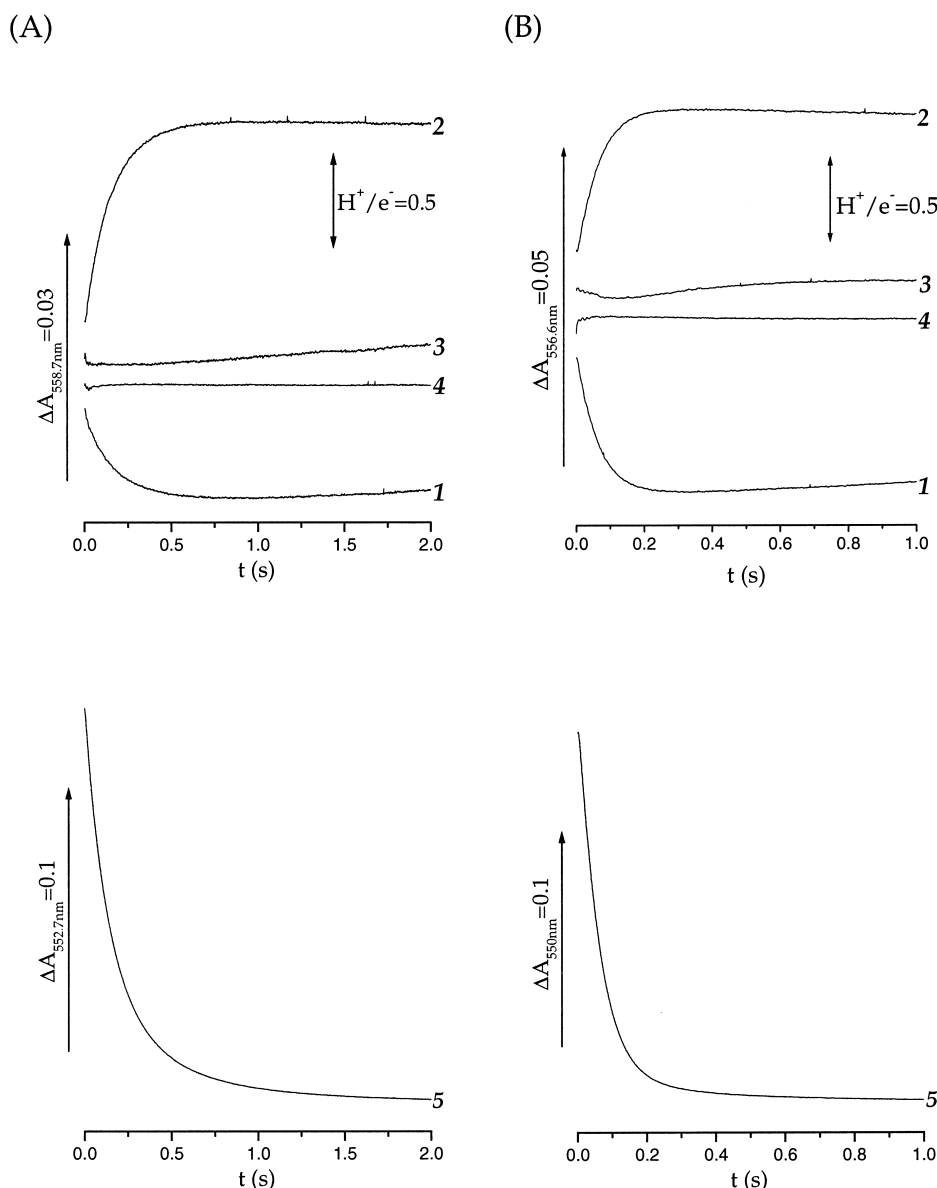 (A)
2
H⁺/e⁻=0.5
3
4
1
ΔA₅₅₈.₇ₙₘ=0.03
0.0 0.5 1.0 1.5 2.0
t (s)
(B)
2
H⁺/e⁻=0.5
3
4
1
ΔA₅₅₆.₆ₙₘ=0.05
0.0 0.2 0.4 0.6 0.8 1.0
t (s)
ΔA₅₅₂.₇ₙₘ=0.1
5
0.0 0.5 1.0 1.5 2.0
t (s)
ΔA₅₅₀ₙₘ=0.1
5
0.0 0.2 0.4 0.6 0.8 1.0
t (s)